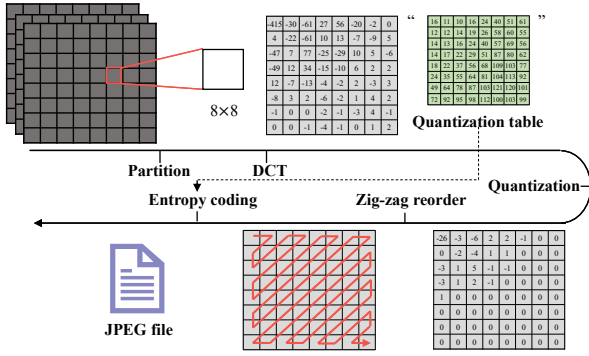 8×8
-415 -30 -61 27 56 -20 -2 0
4 -22 -61 10 13 -7 -9 5
-47 7 77 -25 -29 10 5 -6
-49 12 34 -15 -10 6 2 2
12 -7 -13 -4 -2 2 -3 3
-8 3 2 -6 -2 1 4 2
-1 0 0 -2 -1 -3 4 -1
0 0 -1 -4 -1 0 1 2
“ ”
16 11 10 16 24 40 51 61
12 12 14 19 26 58 60 55
14 13 16 24 40 57 69 56
14 17 22 29 51 87 80 62
18 22 37 56 68 109 103 77
24 35 55 64 81 104 113 92
49 64 78 87 103 121 120 101
72 92 95 98 112 100 103 99
Quantization table
Partition
DCT
Quantization
Entropy coding
Zig-zag reorder
JPEG file
-26 -3 -6 2 2 -1 0 0
0 -2 -4 1 1 0 0 0
-3 1 5 -1 -1 0 0 0
-3 1 2 -1 0 0 0 0
1 0 0 0 0 0 0 0
0 0 0 0 0 0 0 0
0 0 0 0 0 0 0 0
0 0 0 0 0 0 0 0